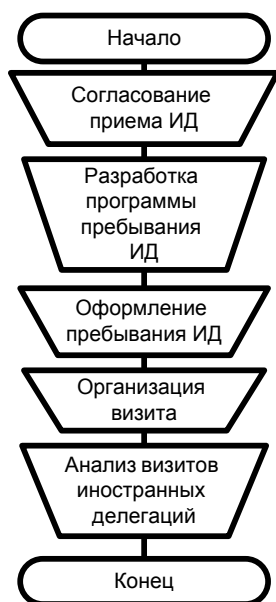 Начало
Согласование
приема ИД
Разработка
программы
пребывания
ИД
Оформление
пребывания ИД
Организация
визита
Анализ визитов
иностранных
делегаций
Конец